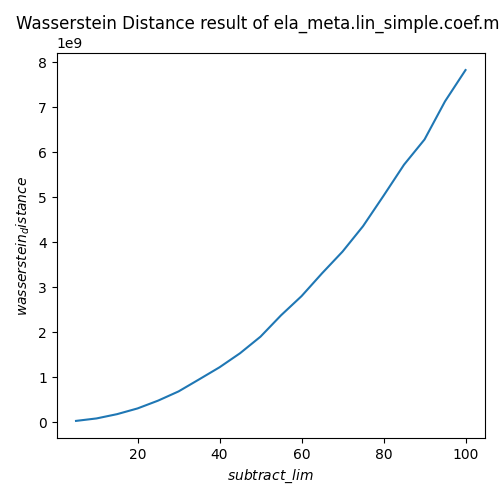 Wasserstein Distance result of ela_meta.lin_simple.coef.m
1e9
8
7
6
5
4
3
2
1
0
wasserstein_distance
20 40 60 80 100
subtract_lim